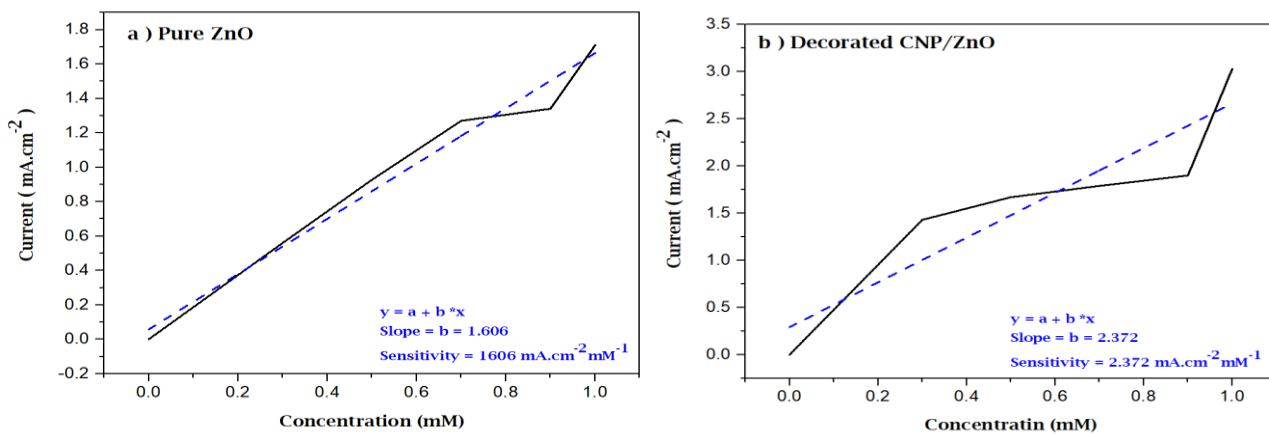 a ) Pure ZnO
Current ( mA.cm-2 )
1.8
1.6
1.4
1.2
1.0
0.8
0.6
0.4
0.2
0.0
-0.2
y = a + b *x
Slope = b = 1.606
Sensitivity = 1606 mA.cm-2mM-1
0.0 0.2 0.4 0.6 0.8 1.0
Concentration (mM)
b ) Decorated CNP/ZnO
Current ( mA.cm-2 )
3.5
3.0
2.5
2.0
1.5
1.0
0.5
0.0
y = a + b *x
Slope = b = 2.372
Sensitivity = 2.372 mA.cm-2mM-1
0.0 0.2 0.4 0.6 0.8 1.0
Concentratin (mM)